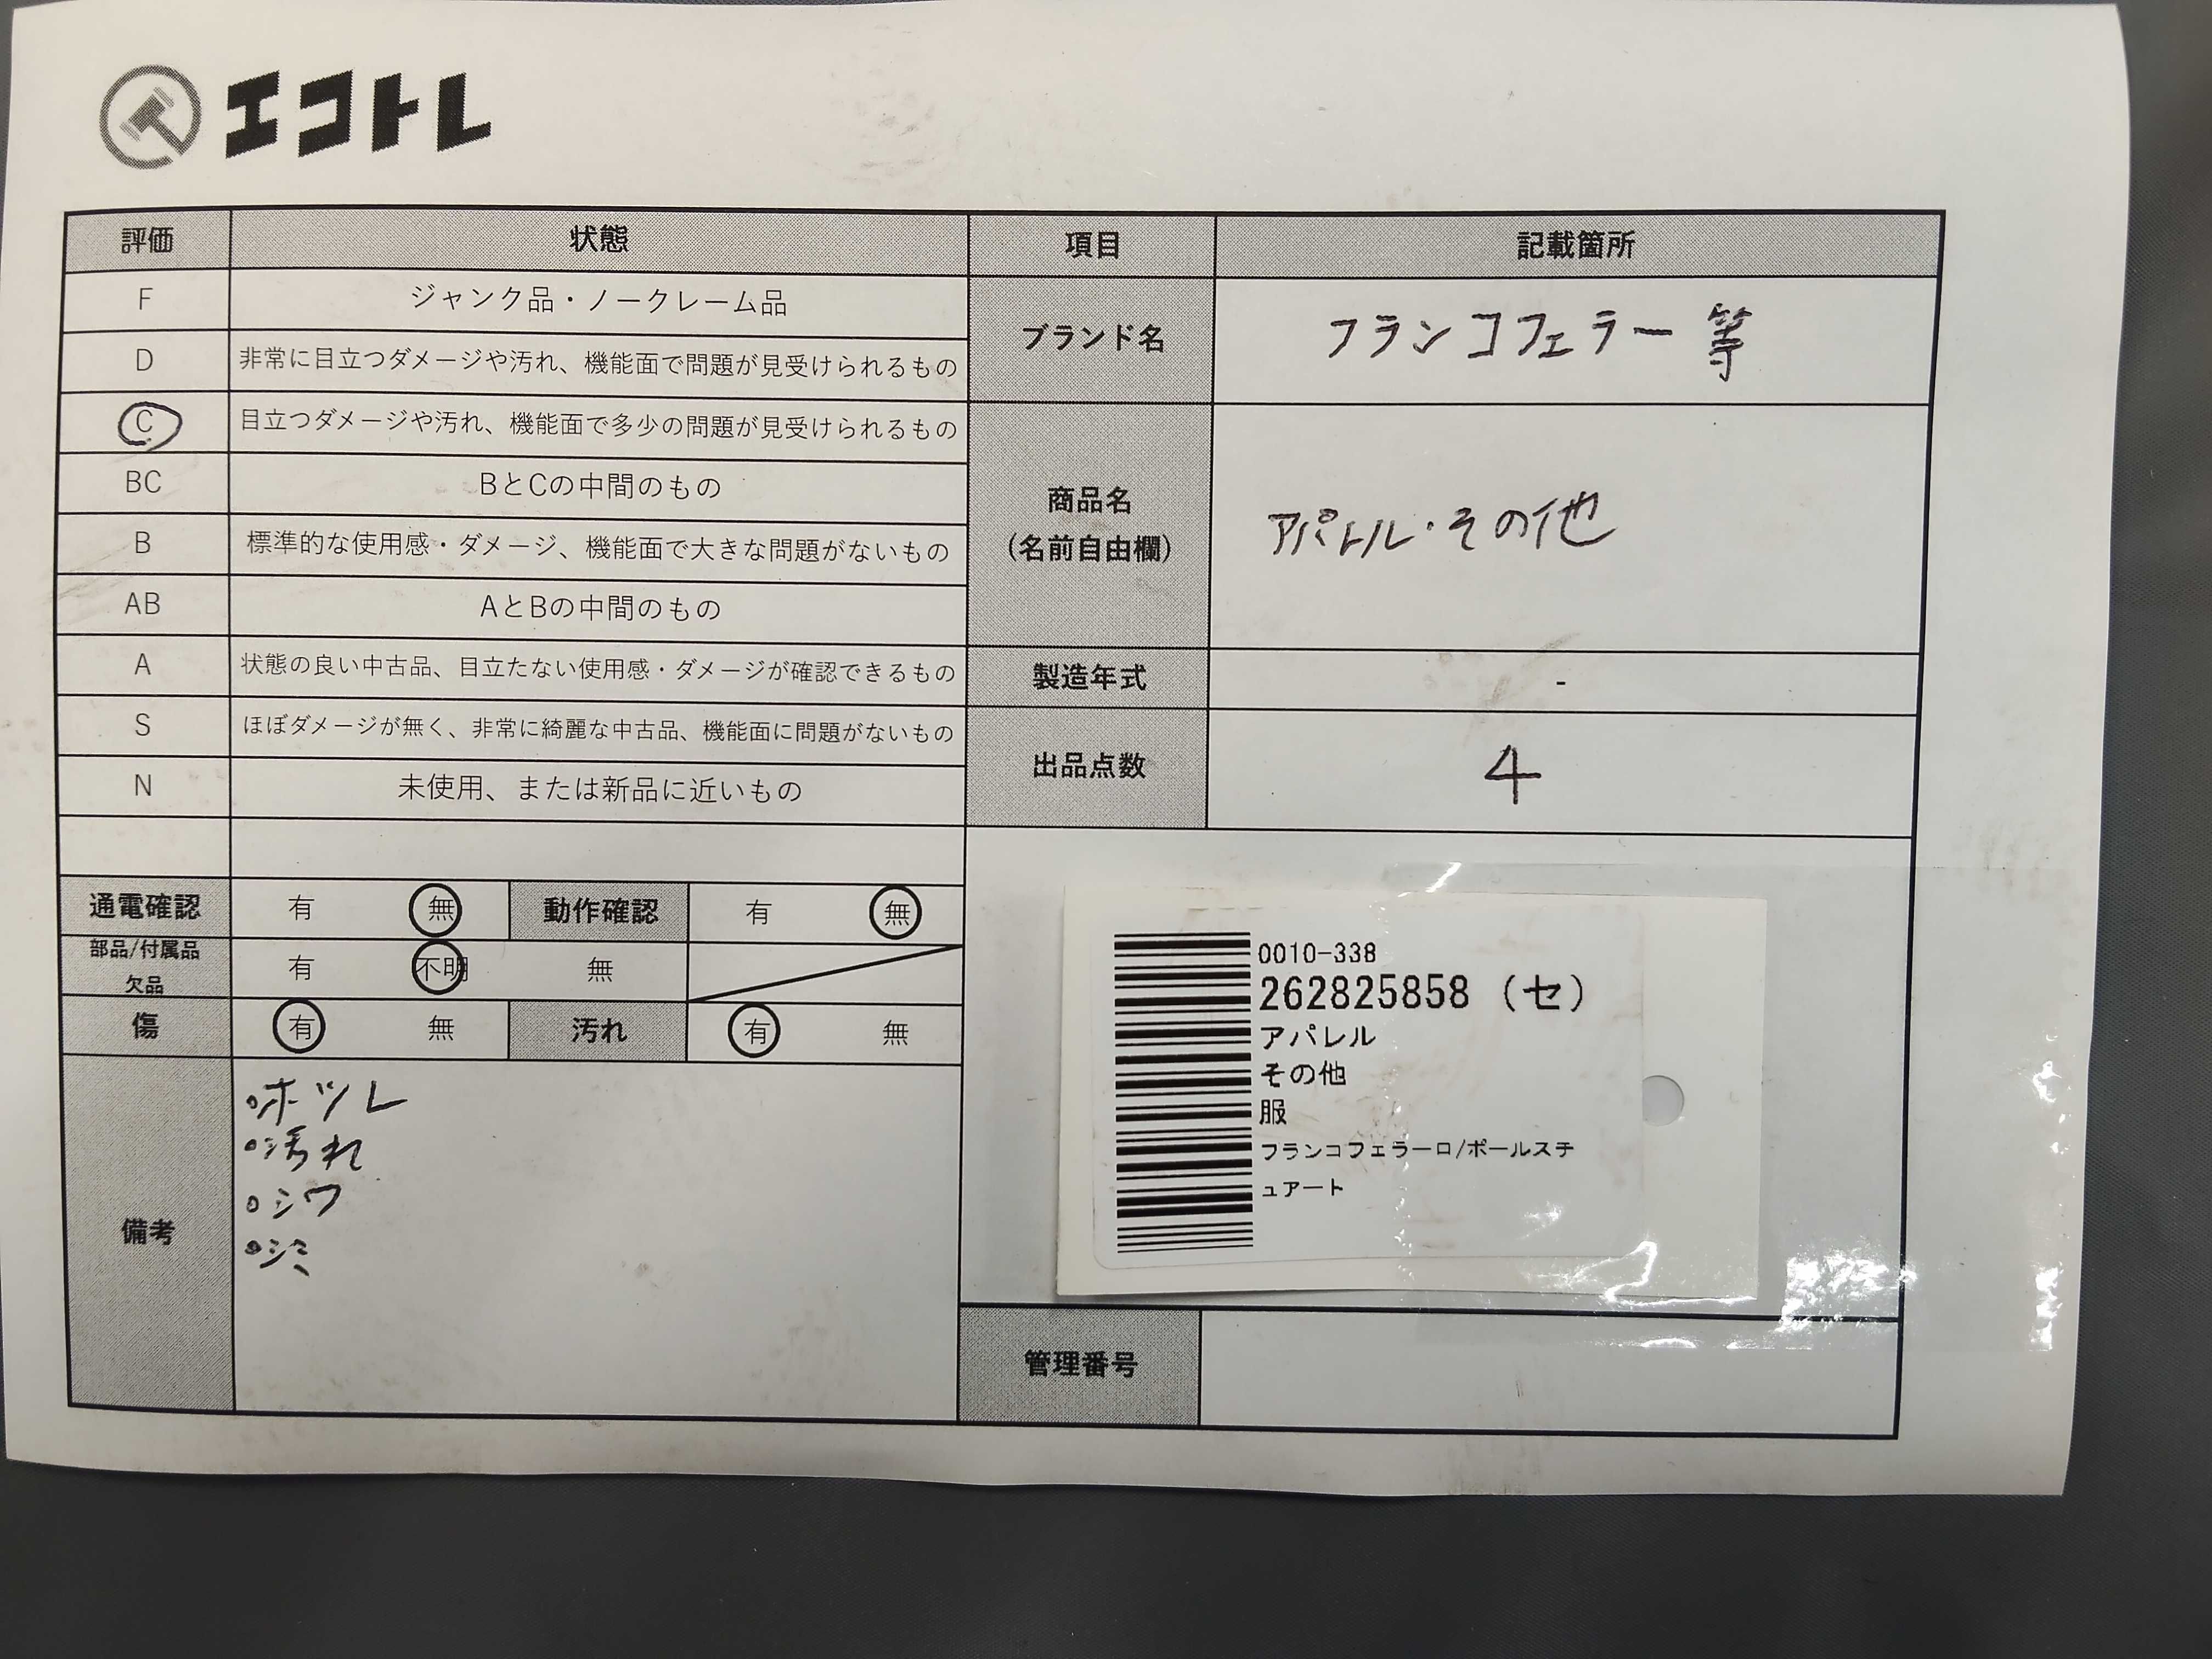 エコトレ
評価 状態 項目 記載箇所
F ジャンク品・ノークレーム品
D 非常に目立つダメージや汚れ、機能面で問題が見受けられるもの
C 目立つダメージや汚れ、機能面で多少の問題が見受けられるもの
BC BとCの中間のもの
B 標準的な使用感・ダメージ、機能面で大きな問題がないもの
AB AとBの中間のもの
A 状態の良い中古品、目立たない使用感・ダメージが確認できるもの
S ほぼダメージが無く、非常に綺麗な中古品、機能面に問題がないもの
N 未使用、または新品に近いもの
ブランド名 フランコフェラー等
商品名
(名前自由欄)
アパトル・その他
製造年式 -
出品点数 4
通電確認 有 無 動作確認 有 無
部品/付属品
欠品
有 不明 無
傷 有 無 汚れ 有 無
備考
・ホツレ
・汚れ
・シワ
・シミ
0010-338
262825858 (セ)
アパレル
その他
服
フランコフェラーロ/ポールスチ
ュアート
管理番号